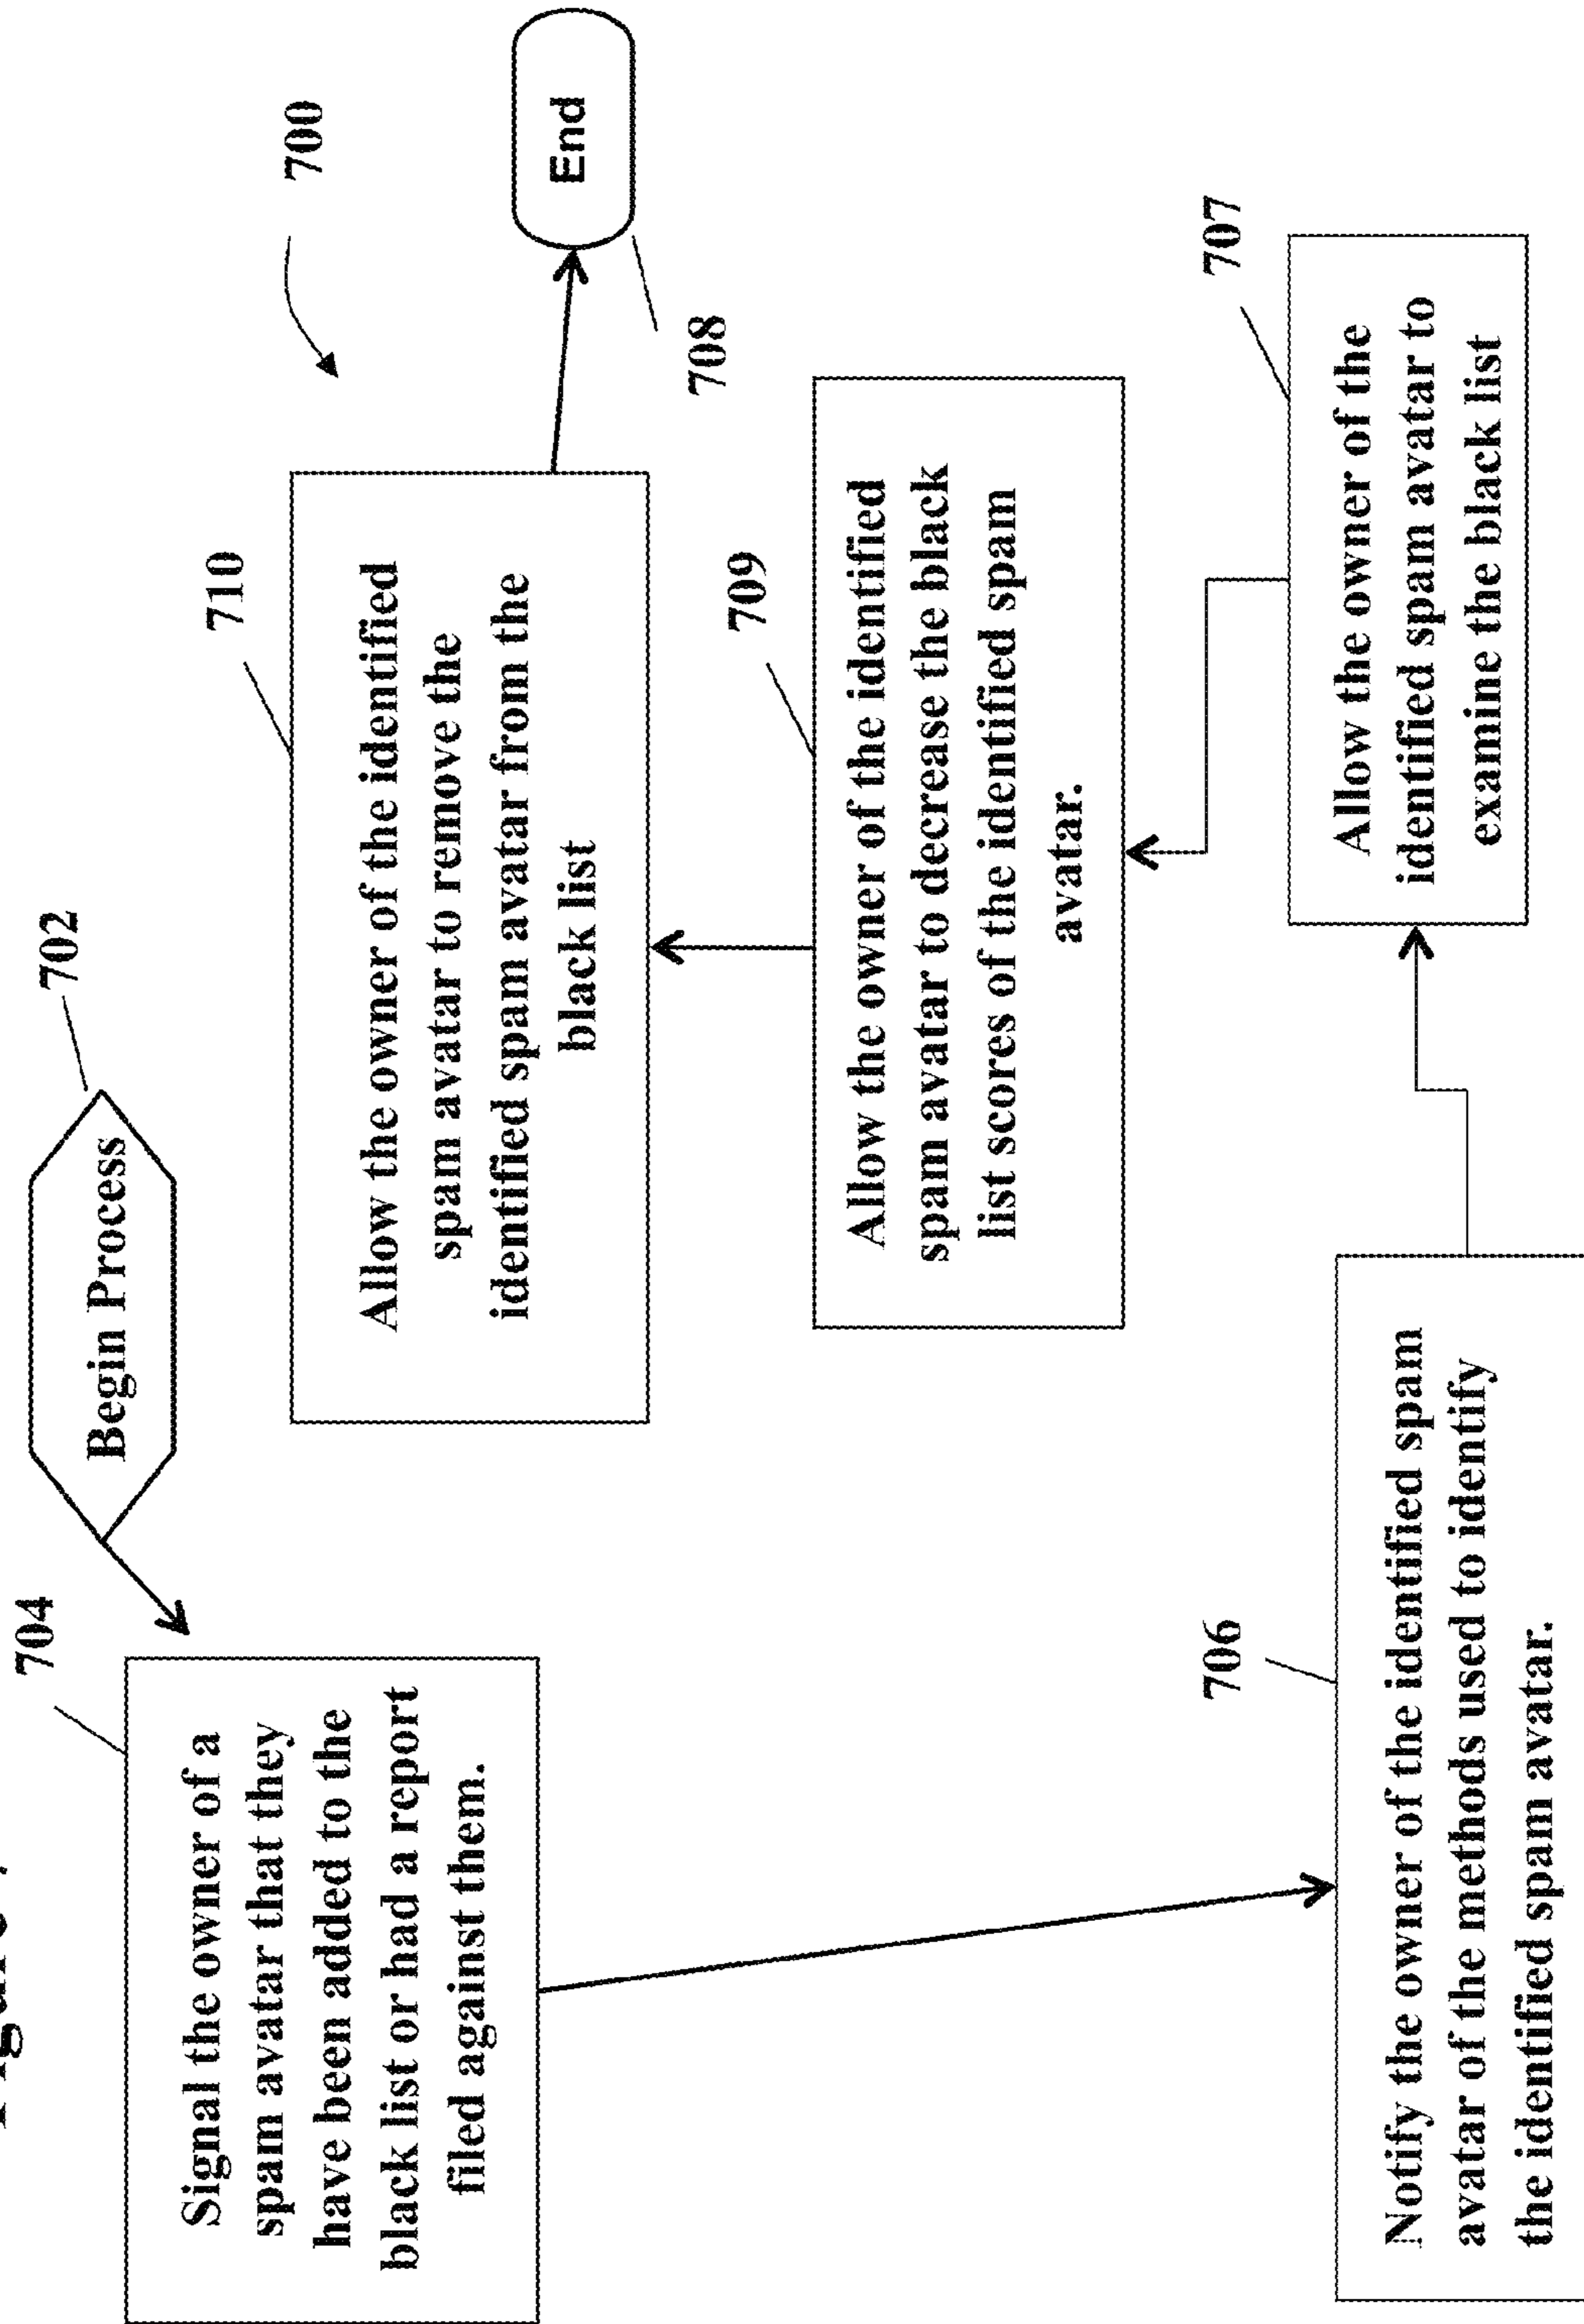 702
Begin Process
704
Signal the owner of a
spam avatar that they
have been added to the
black list or had a report
filed against them.
706
Notify the owner of the identified spam
avatar of the methods used to identify
the identified spam avatar.
707
Allow the owner of the
identified spam avatar to
examine the black list
709
Allow the owner of the identified
spam avatar to decrease the black
list scores of the identified spam
avatar.
710
Allow the owner of the identified
spam avatar to remove the
identified spam avatar from the
black list
700
End
708